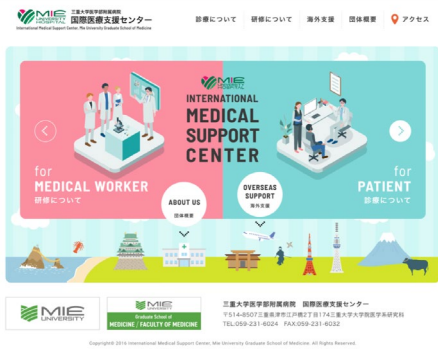 MIE
UNIVERSITY
HOSPITAL
三重大学医学部附属病院
国際医療支援センター
International Medical Support Center, Mie University Graduate School of Medicine
診療について
研修について
海外支援
団体概要
アクセス
MIE
HOSPITAL
INTERNATIONAL
MEDICAL
SUPPORT
CENTER
for
MEDICAL WORKER
研修について
ABOUT US
団体概要
OVERSEAS
SUPPORT
海外支援
for
PATIENT
診療について
MIE
UNIVERSITY
MIE
UNIVERSITY
Graduate School of
MEDICINE / FACULTY OF MEDICINE
三重大学医学部附属病院 国際医療支援センター
〒514-8507三重県津市江戸橋2丁目174三重大学大学院医学系研究科
TEL:059-231-6024 FAX:059-231-6032
Copyright© 2016 International Medical Support Center, Mie University Graduate School of Medicine. All Rights Reserved.